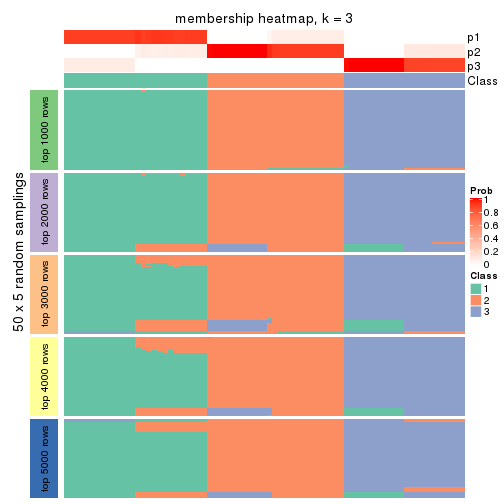 membership heatmap, k = 3
p1
p2
p3
Class
50 x 5 random samplings
top 1000 rows
top 2000 rows
top 3000 rows
top 4000 rows
top 5000 rows
Prob
1
0.8
0.6
0.4
0.2
0
Class
1
2
3